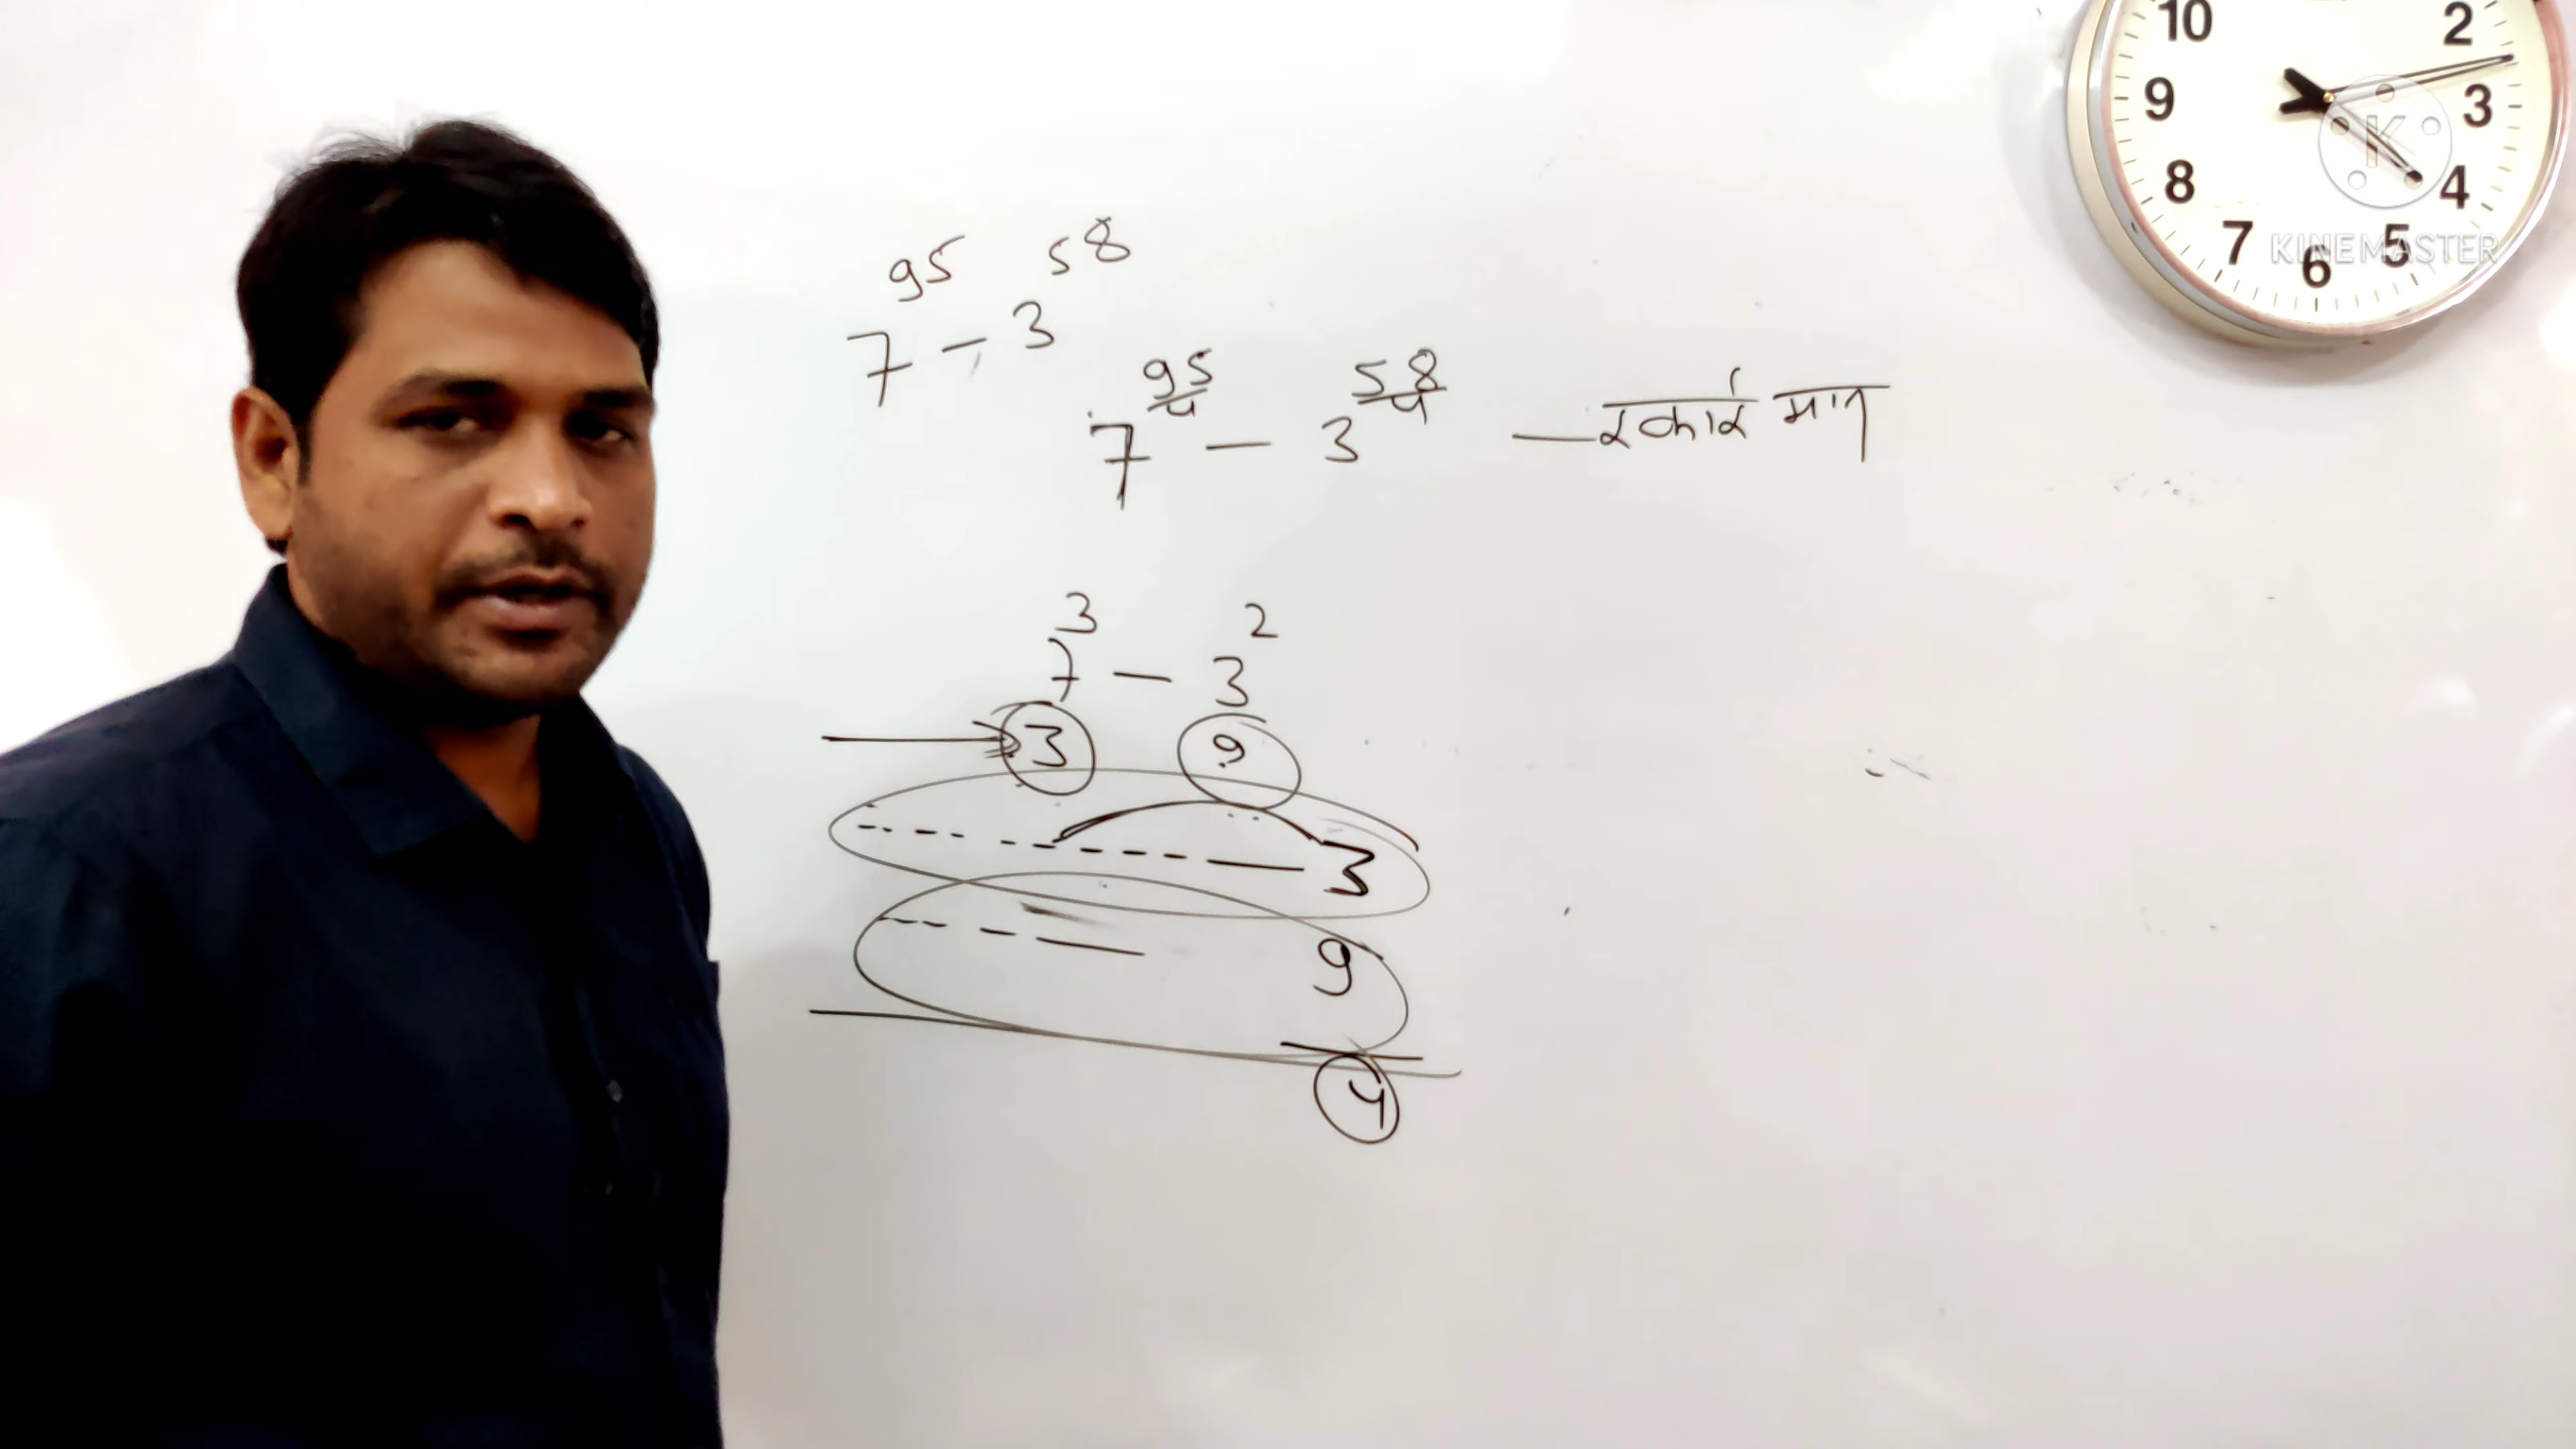 7^95 - 3^58
7^(95/4) - 3^(58/4) — इकाई मान
7^3 - 3^2
3 9
- - - - - - - — 3
- - - - — 9
4
10 2
9 3
8 4
7 6 5
K
KINEMASTER